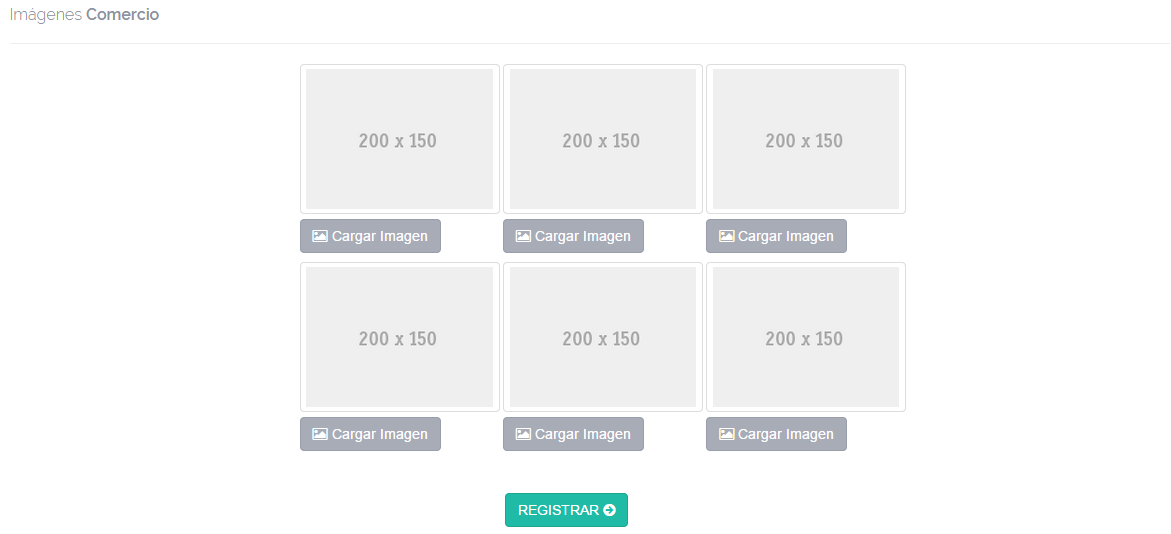 Imágenes Comercio
200 x 150 200 x 150 200 x 150
Cargar Imagen Cargar Imagen Cargar Imagen
200 x 150 200 x 150 200 x 150
Cargar Imagen Cargar Imagen Cargar Imagen
REGISTRAR